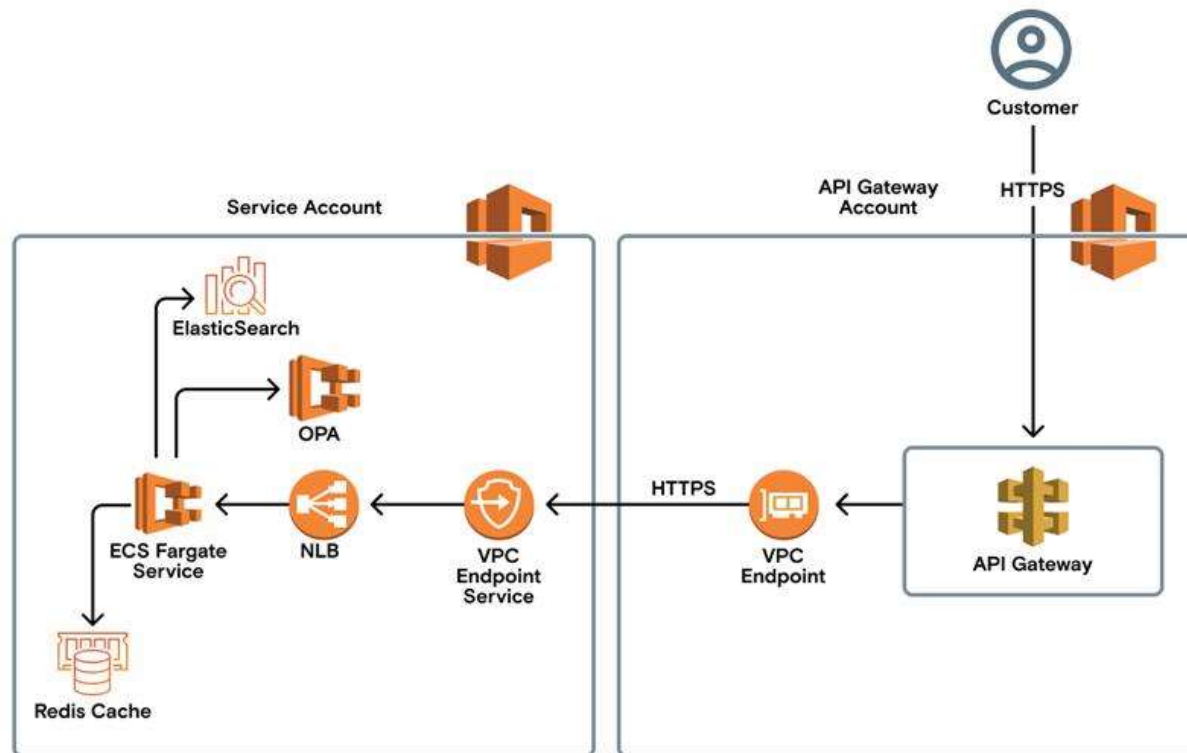 Customer
HTTPS
API Gateway
Account
Service Account
ElasticSearch
OPA
HTTPS
ECS Fargate
Service
NLB
VPC
Endpoint
Service
VPC
Endpoint
API Gateway
Redis Cache